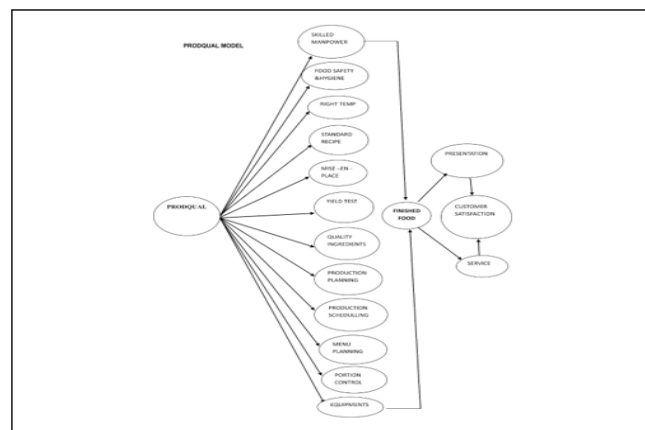 PRODQUAL MODEL
SKILLED
MANPOWER
FOOD SAFETY
&HYGIENE
RIGHT TEMP
STANDARD
RECIPE
MISE -EN -
PLACE
YIELD TEST
QUALITY
INGREDIENTS
PRODUCTION
PLANNING
PRODUCTION
SCHEDULLING
MENU
PLANNING
PORTION
CONTROL
EQUIPMENTS
PRODQUAL
FINISHED
FOOD
PRESENTATION
CUSTOMER
SATISFACTION
SERVICE